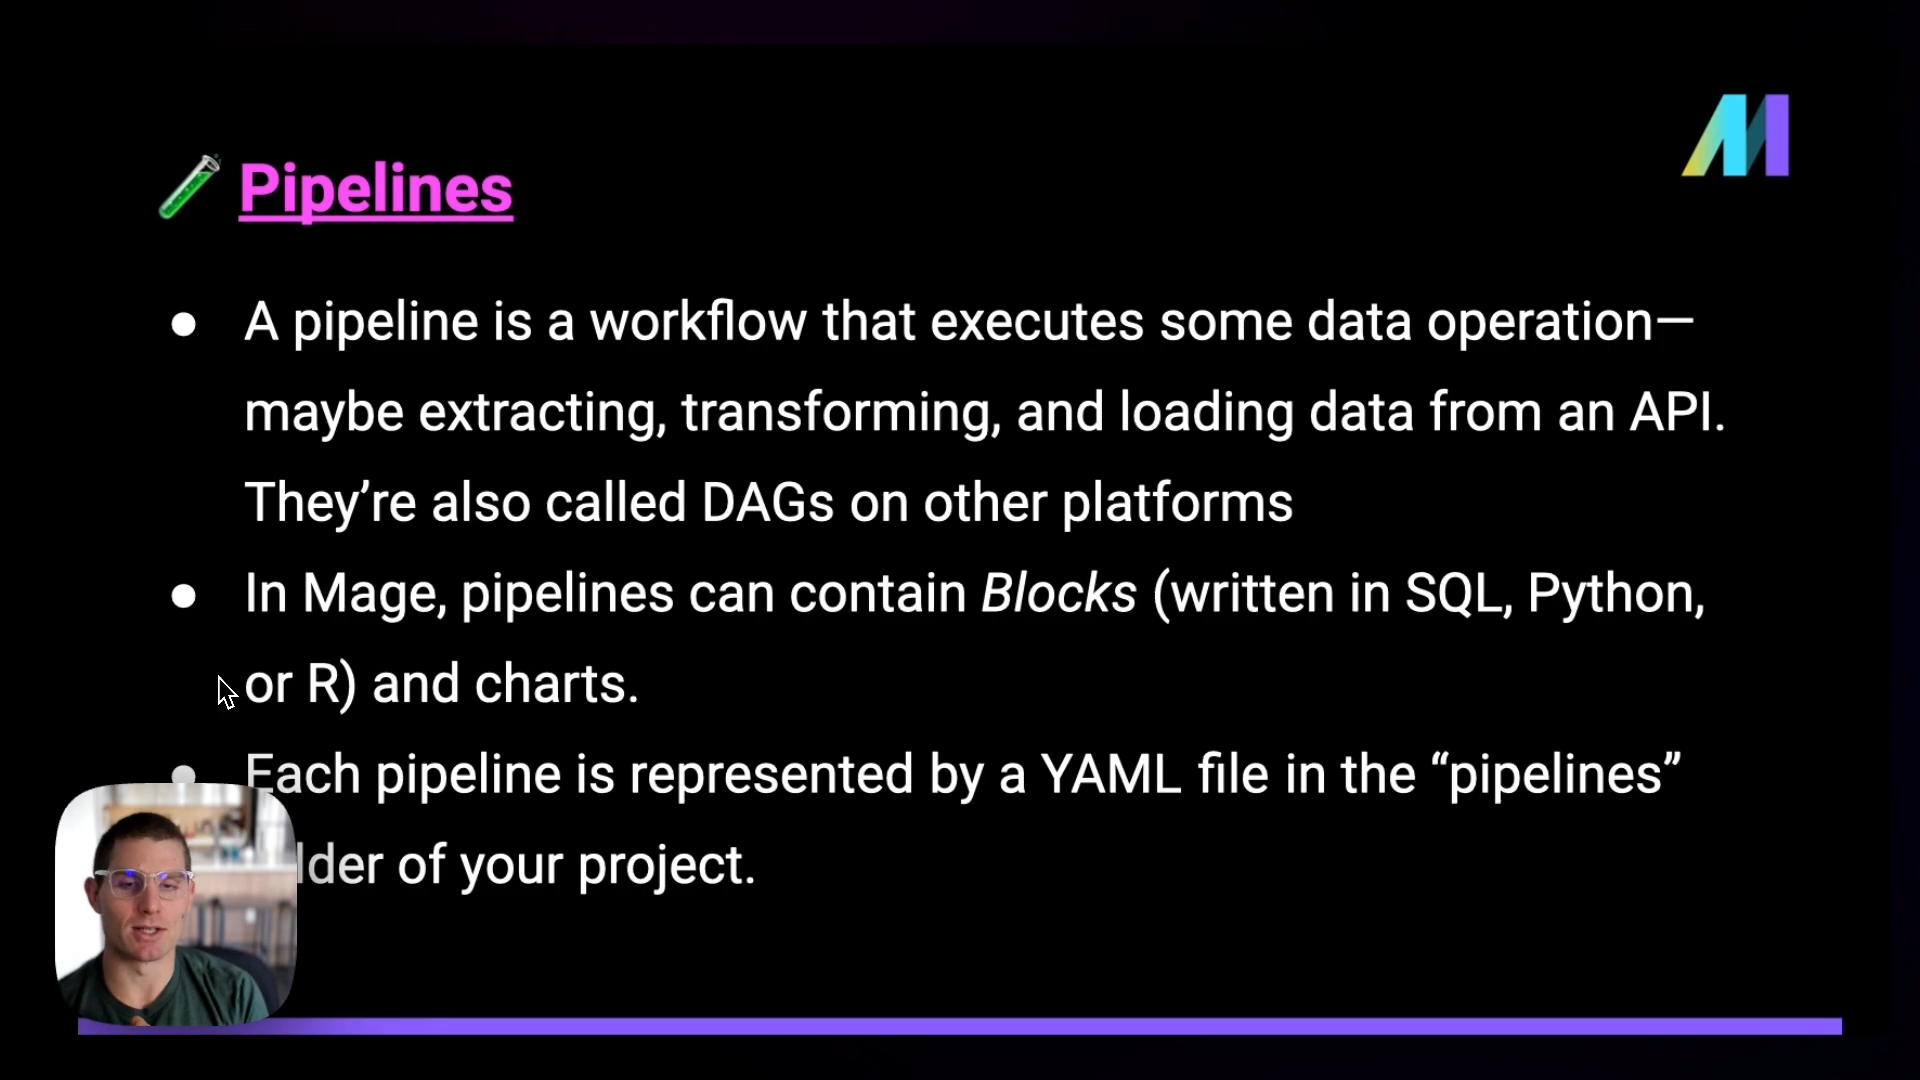 Pipelines
● A pipeline is a workflow that executes some data operation—
maybe extracting, transforming, and loading data from an API.
They’re also called DAGs on other platforms
● In Mage, pipelines can contain Blocks (written in SQL, Python,
or R) and charts.
● Each pipeline is represented by a YAML file in the “pipelines”
lder of your project.